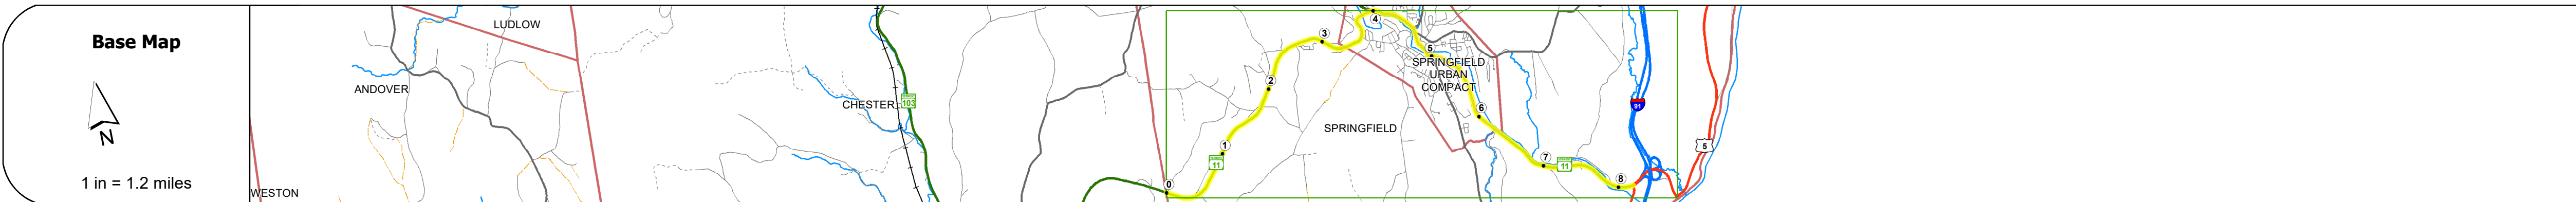 Base Map
N
1 in = 1.2 miles
LUDLOW
ANDOVER
WESTON
CHESTER
103
0
1
11
2
3
4
5
SPRINGFIELD
URBAN
COMPACT
6
SPRINGFIELD
7
11
8
91
5